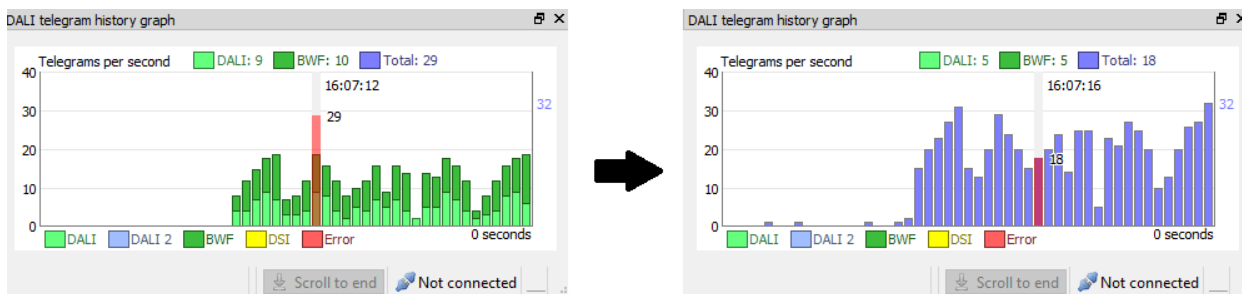 DALI telegram history graph
Telegrams per second DALI: 9 BWF: 10 Total: 29
40
16:07:12
30
29
32
20
10
0
DALI DALI 2 BWF DSI Error 0 seconds
Scroll to end Not connected
DALI telegram history graph
Telegrams per second DALI: 5 BWF: 5 Total: 18
40
16:07:16
30
32
20
18
10
0
DALI DALI 2 BWF DSI Error 0 seconds
Scroll to end Not connected